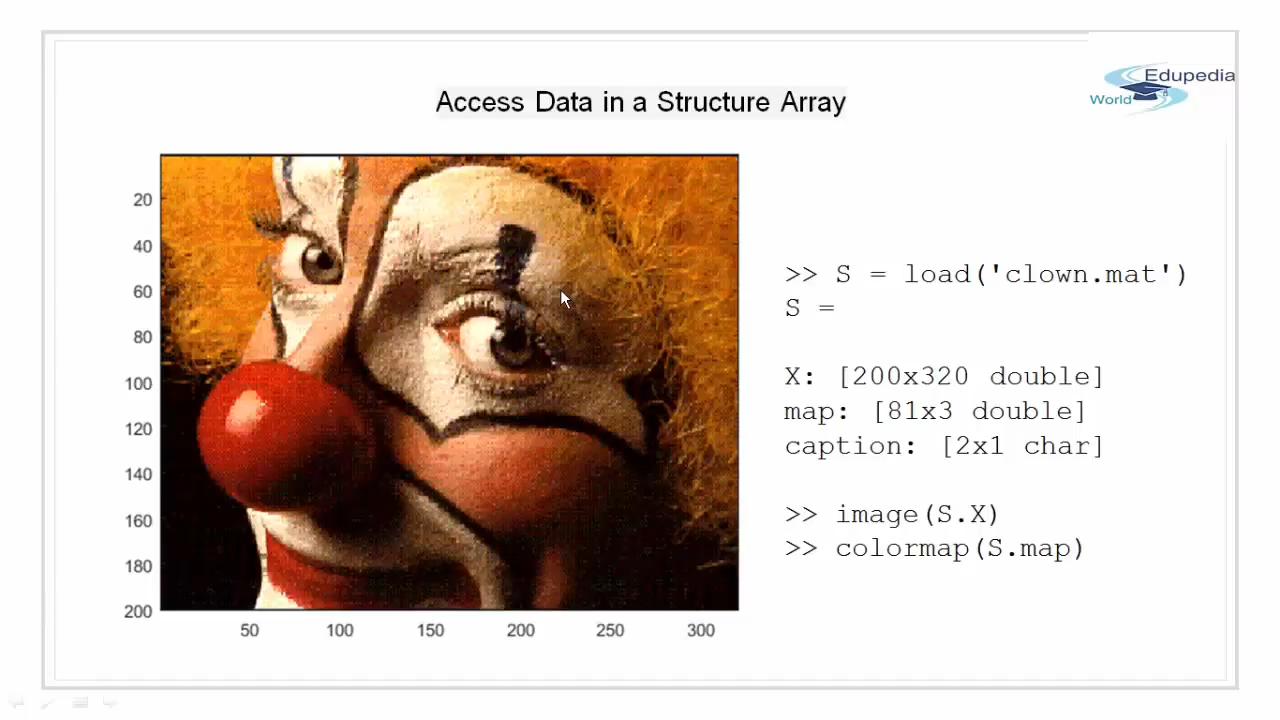 Edupedia
World
Access Data in a Structure Array
20
40
60
80
100
120
140
160
180
200
50 100 150 200 250 300
>> S = load('clown.mat')
S =
X: [200x320 double]
map: [81x3 double]
caption: [2x1 char]
>> image(S.X)
>> colormap(S.map)